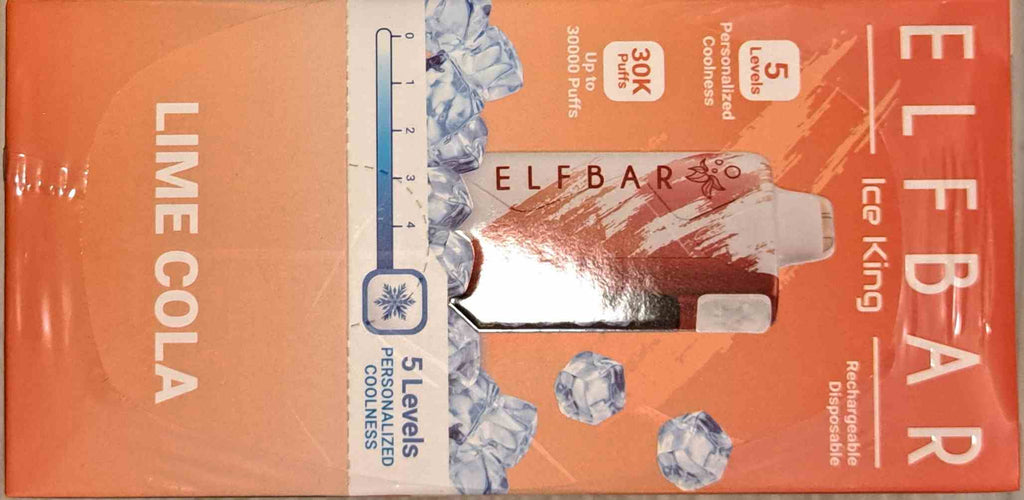 ELFBAR
Ice King
Rechargeable
Disposable
5
Levels
Personalized
Coolness
30K
Puffs
Up to
30000 Puffs
ELFBAR
0 1 2 3 4
5 Levels
PERSONALIZED
COOLNESS
LIME COLA